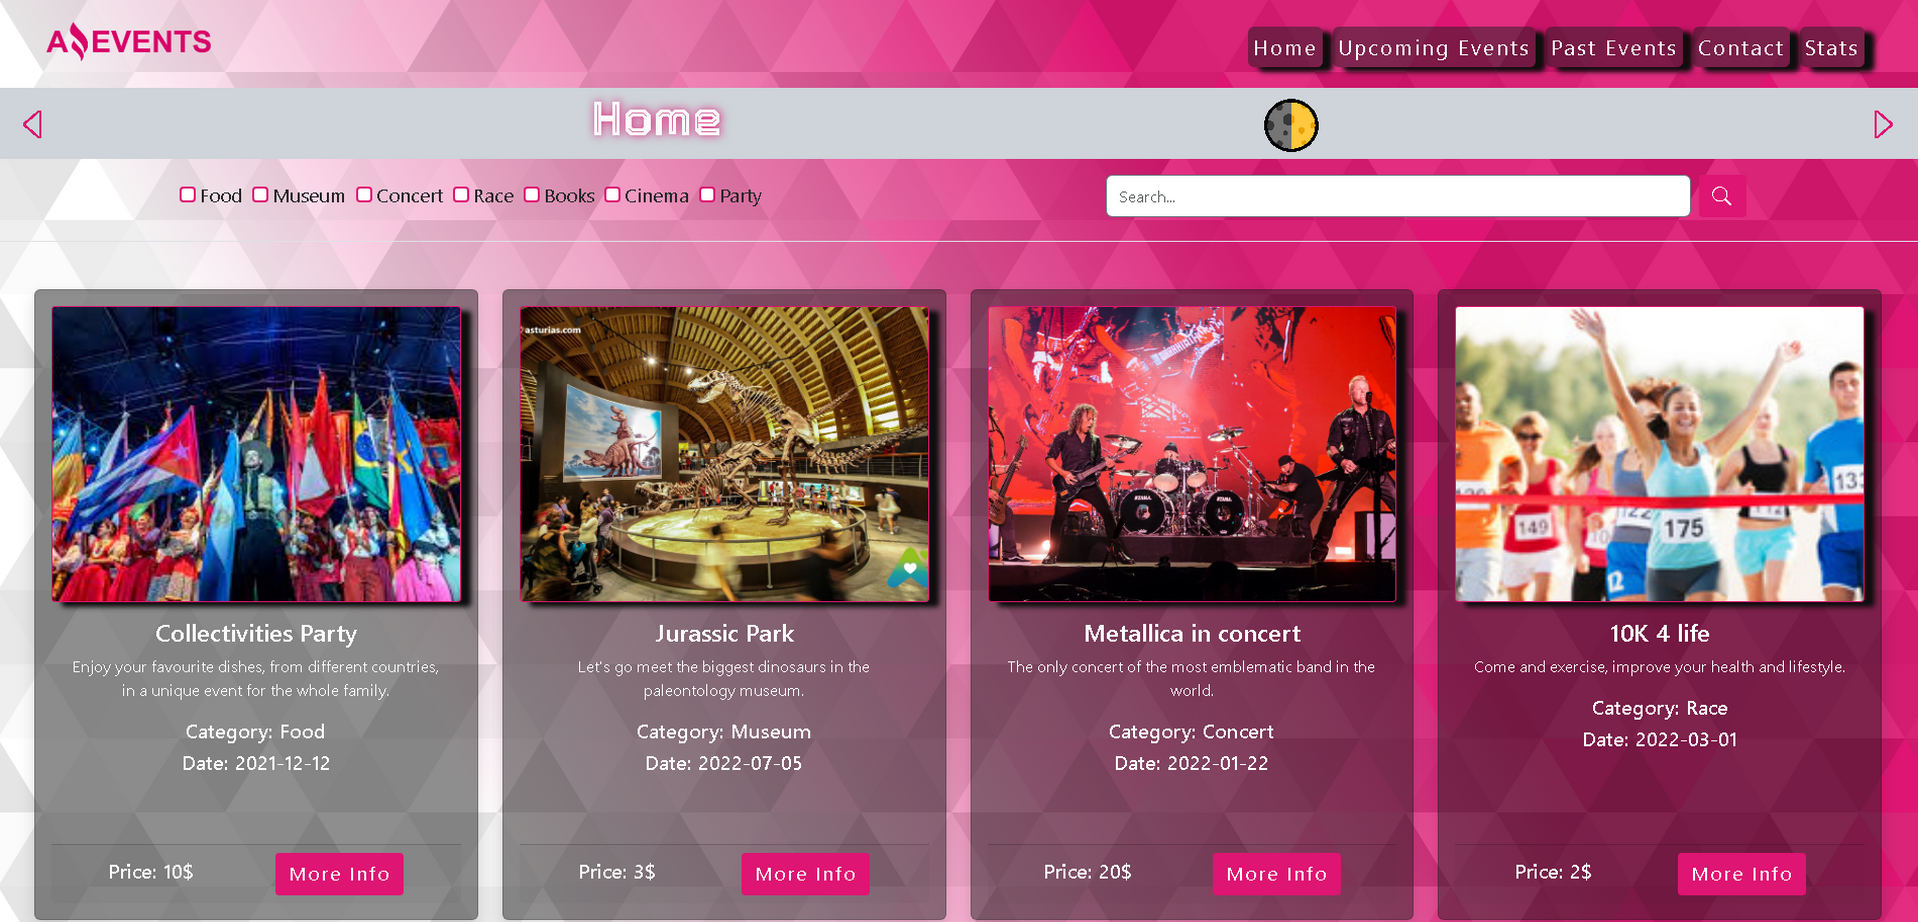 A EVENTS
Home Upcoming Events Past Events Contact Stats
Home
Food Museum Concert Race Books Cinema Party
Search...
asturias.com
TAMA TAMA
149
175
Collectivities Party
Enjoy your favourite dishes, from different countries,
in a unique event for the whole family.
Category: Food
Date: 2021-12-12
Price: 10$
More Info
Jurassic Park
Let's go meet the biggest dinosaurs in the
paleontology museum.
Category: Museum
Date: 2022-07-05
Price: 3$
More Info
Metallica in concert
The only concert of the most emblematic band in the
world.
Category: Concert
Date: 2022-01-22
Price: 20$
More Info
10K 4 life
Come and exercise, improve your health and lifestyle.
Category: Race
Date: 2022-03-01
Price: 2$
More Info